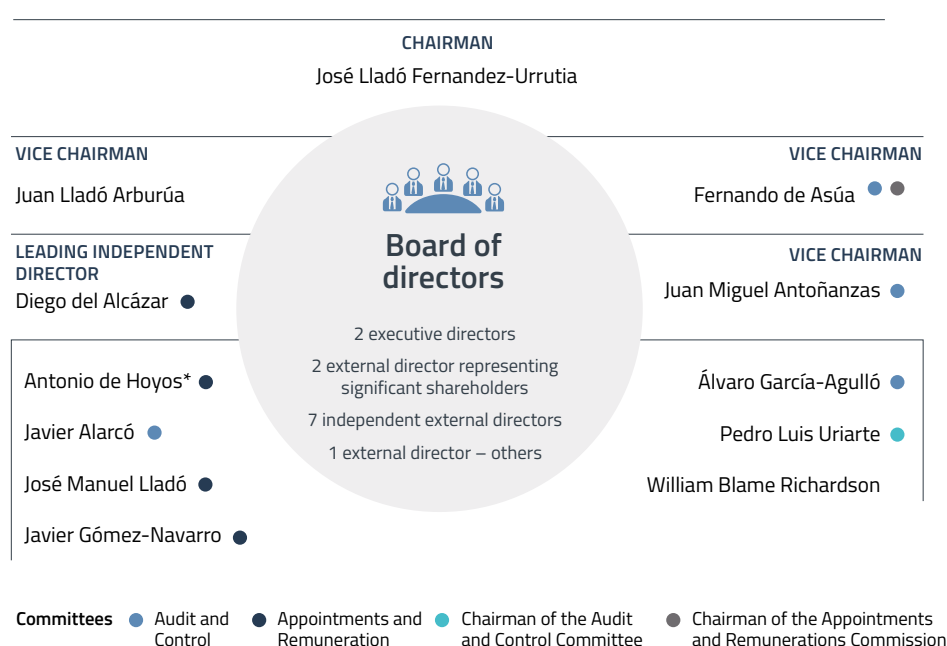 CHAIRMAN
José Lladó Fernandez-Urrutia
VICE CHAIRMAN
Juan Lladó Arburúa
VICE CHAIRMAN
Fernando de Asúa
LEADING INDEPENDENT
DIRECTOR
Diego del Alcázar
VICE CHAIRMAN
Juan Miguel Antoñanzas
Board of
directors
2 executive directors
2 external director representing
significant shareholders
7 independent external directors
1 external director – others
Antonio de Hoyos*
Javier Alarcó
José Manuel Lladó
Javier Gómez-Navarro
Álvaro García-Agulló
Pedro Luis Uriarte
William Blame Richardson
Committees
Audit and
Control
Appointments and
Remuneration
Chairman of the Audit
and Control Committee
Chairman of the Appointments
and Remunerations Commission